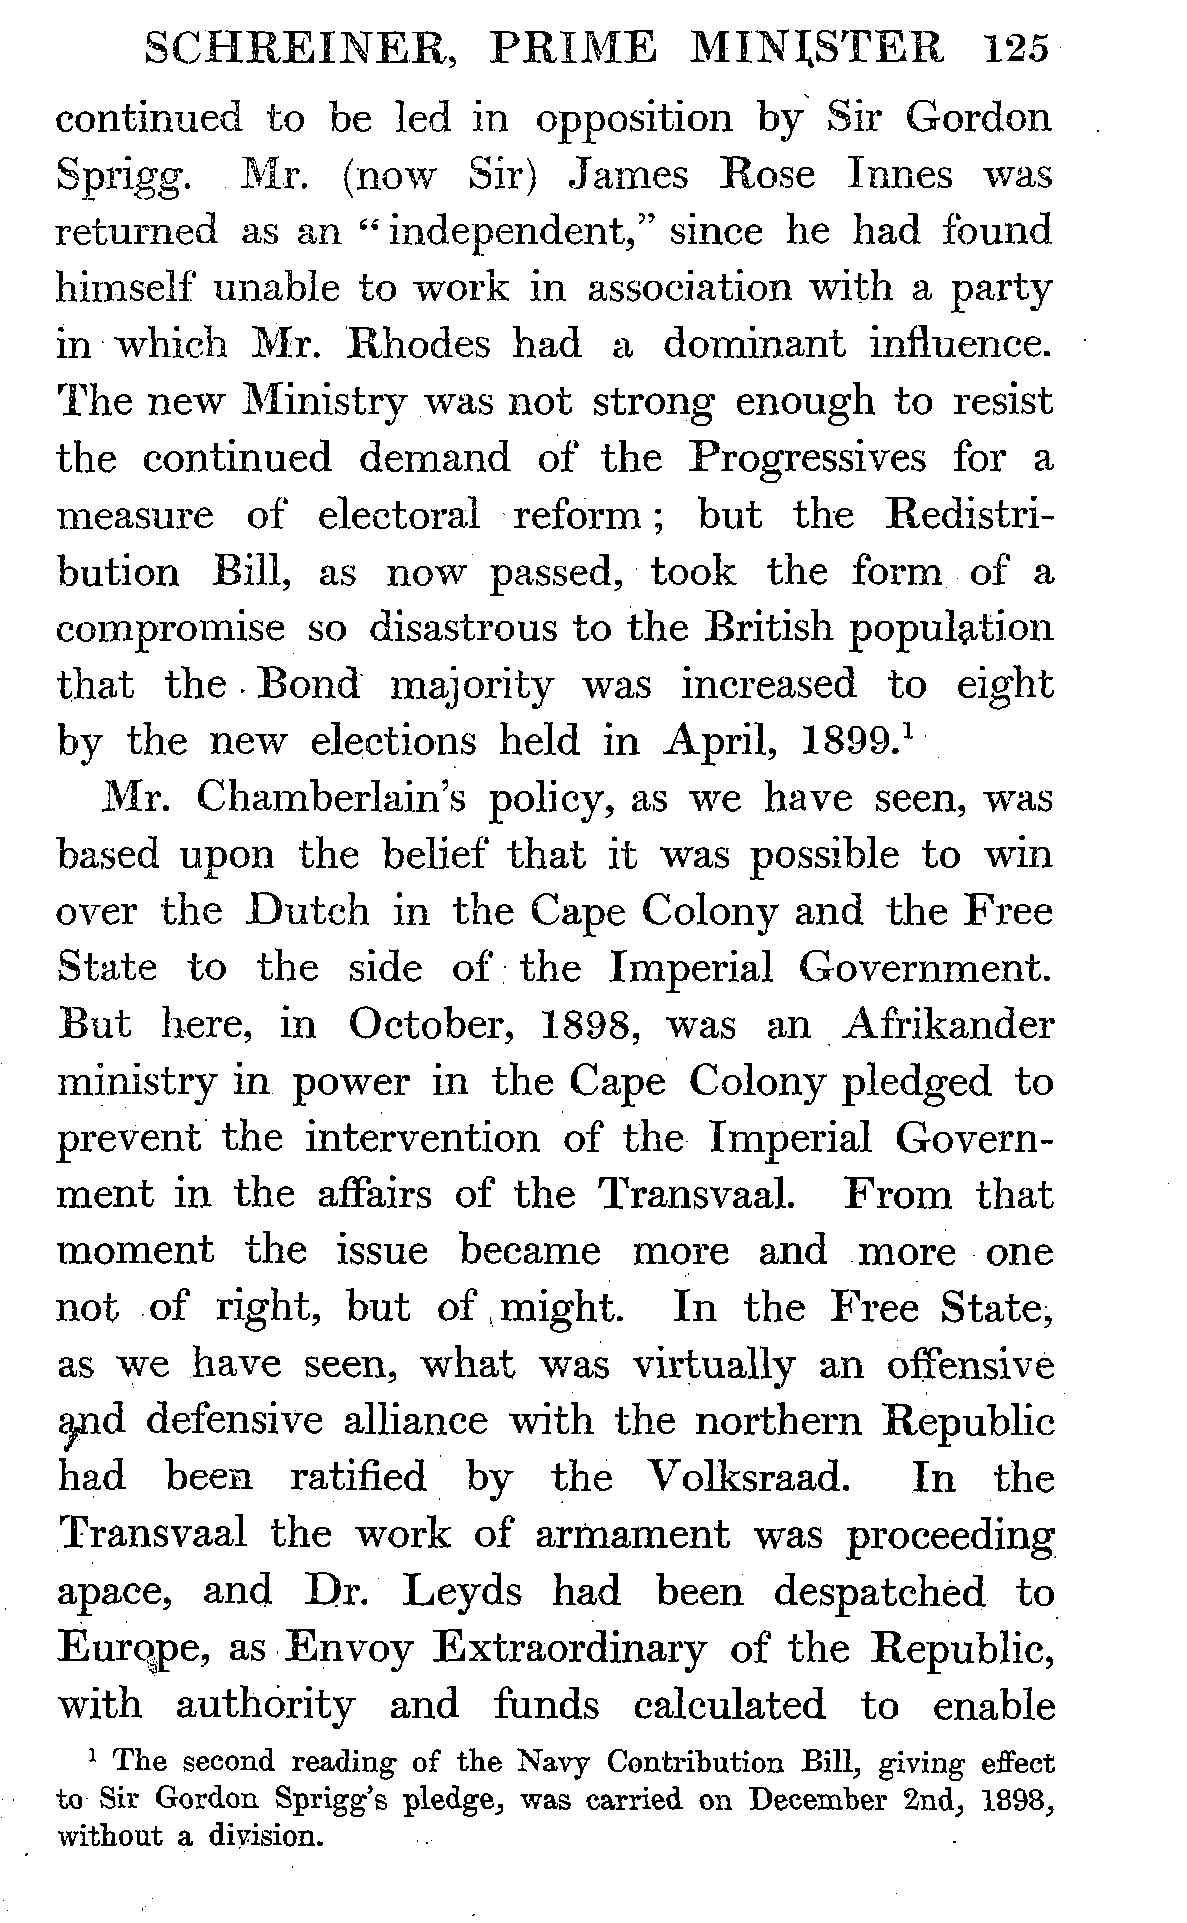 SCHREINER, PRIME MINISTER 125
continued to be led in opposition by Sir Gordon
Sprigg. Mr. (now Sir) James Rose Innes was
returned as an “independent,” since he had found
himself unable to work in association with a party
in which Mr. Rhodes had a dominant influence.
The new Ministry was not strong enough to resist
the continued demand of the Progressives for a
measure of electoral reform; but the Redistri-
bution Bill, as now passed, took the form of a
compromise so disastrous to the British population
that the Bond majority was increased to eight
by the new elections held in April, 1899.¹
Mr. Chamberlain's policy, as we have seen, was
based upon the belief that it was possible to win
over the Dutch in the Cape Colony and the Free
State to the side of the Imperial Government.
But here, in October, 1898, was an Afrikander
ministry in power in the Cape Colony pledged to
prevent the intervention of the Imperial Govern-
ment in the affairs of the Transvaal. From that
moment the issue became more and more one
not of right, but of might. In the Free State,
as we have seen, what was virtually an offensive
and defensive alliance with the northern Republic
had been ratified by the Volksraad. In the
Transvaal the work of armament was proceeding
apace, and Dr. Leyds had been despatched to
Europe, as Envoy Extraordinary of the Republic,
with authority and funds calculated to enable
¹ The second reading of the Navy Contribution Bill, giving effect
to Sir Gordon Sprigg's pledge, was carried on December 2nd, 1898,
without a division.